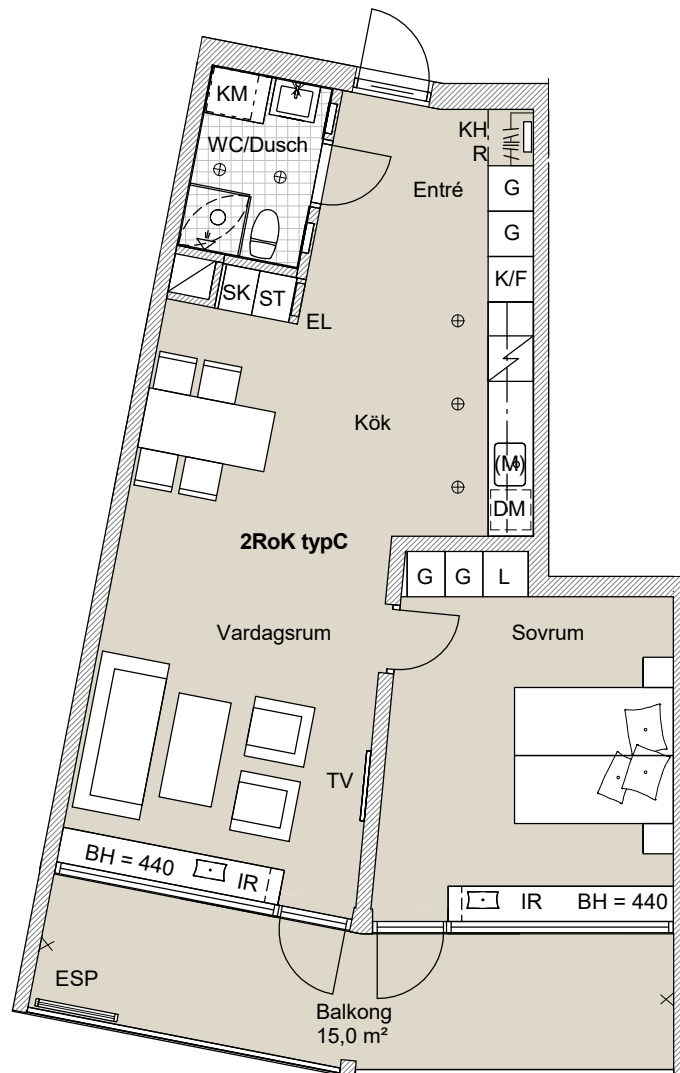 KM
WC/Dusch
KH
R
Entré
G
G
K/F
SK
ST
EL
Kök
(M)
DM
2RoK typC
G
G
L
Vardagsrum
Sovrum
TV
BH = 440
IR
IR
BH = 440
ESP
Balkong
15,0 m²